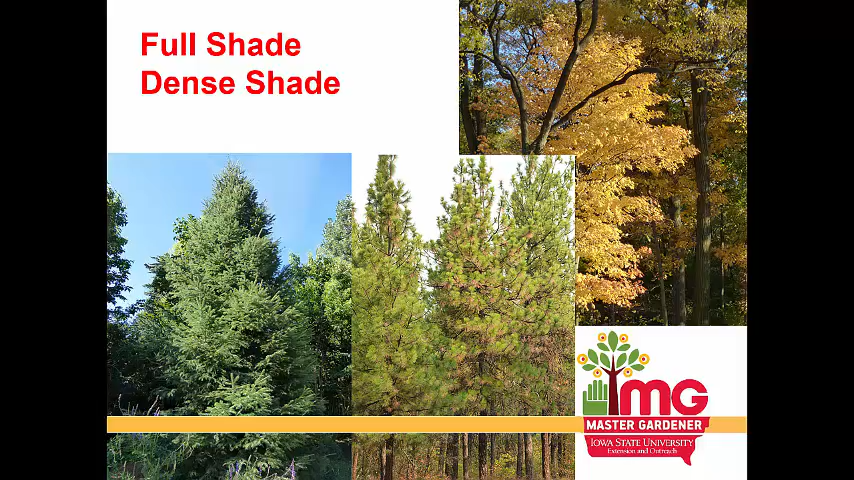 Full Shade
Dense Shade
MG
MASTER GARDENER
IOWA STATE UNIVERSITY
Extension and Outreach